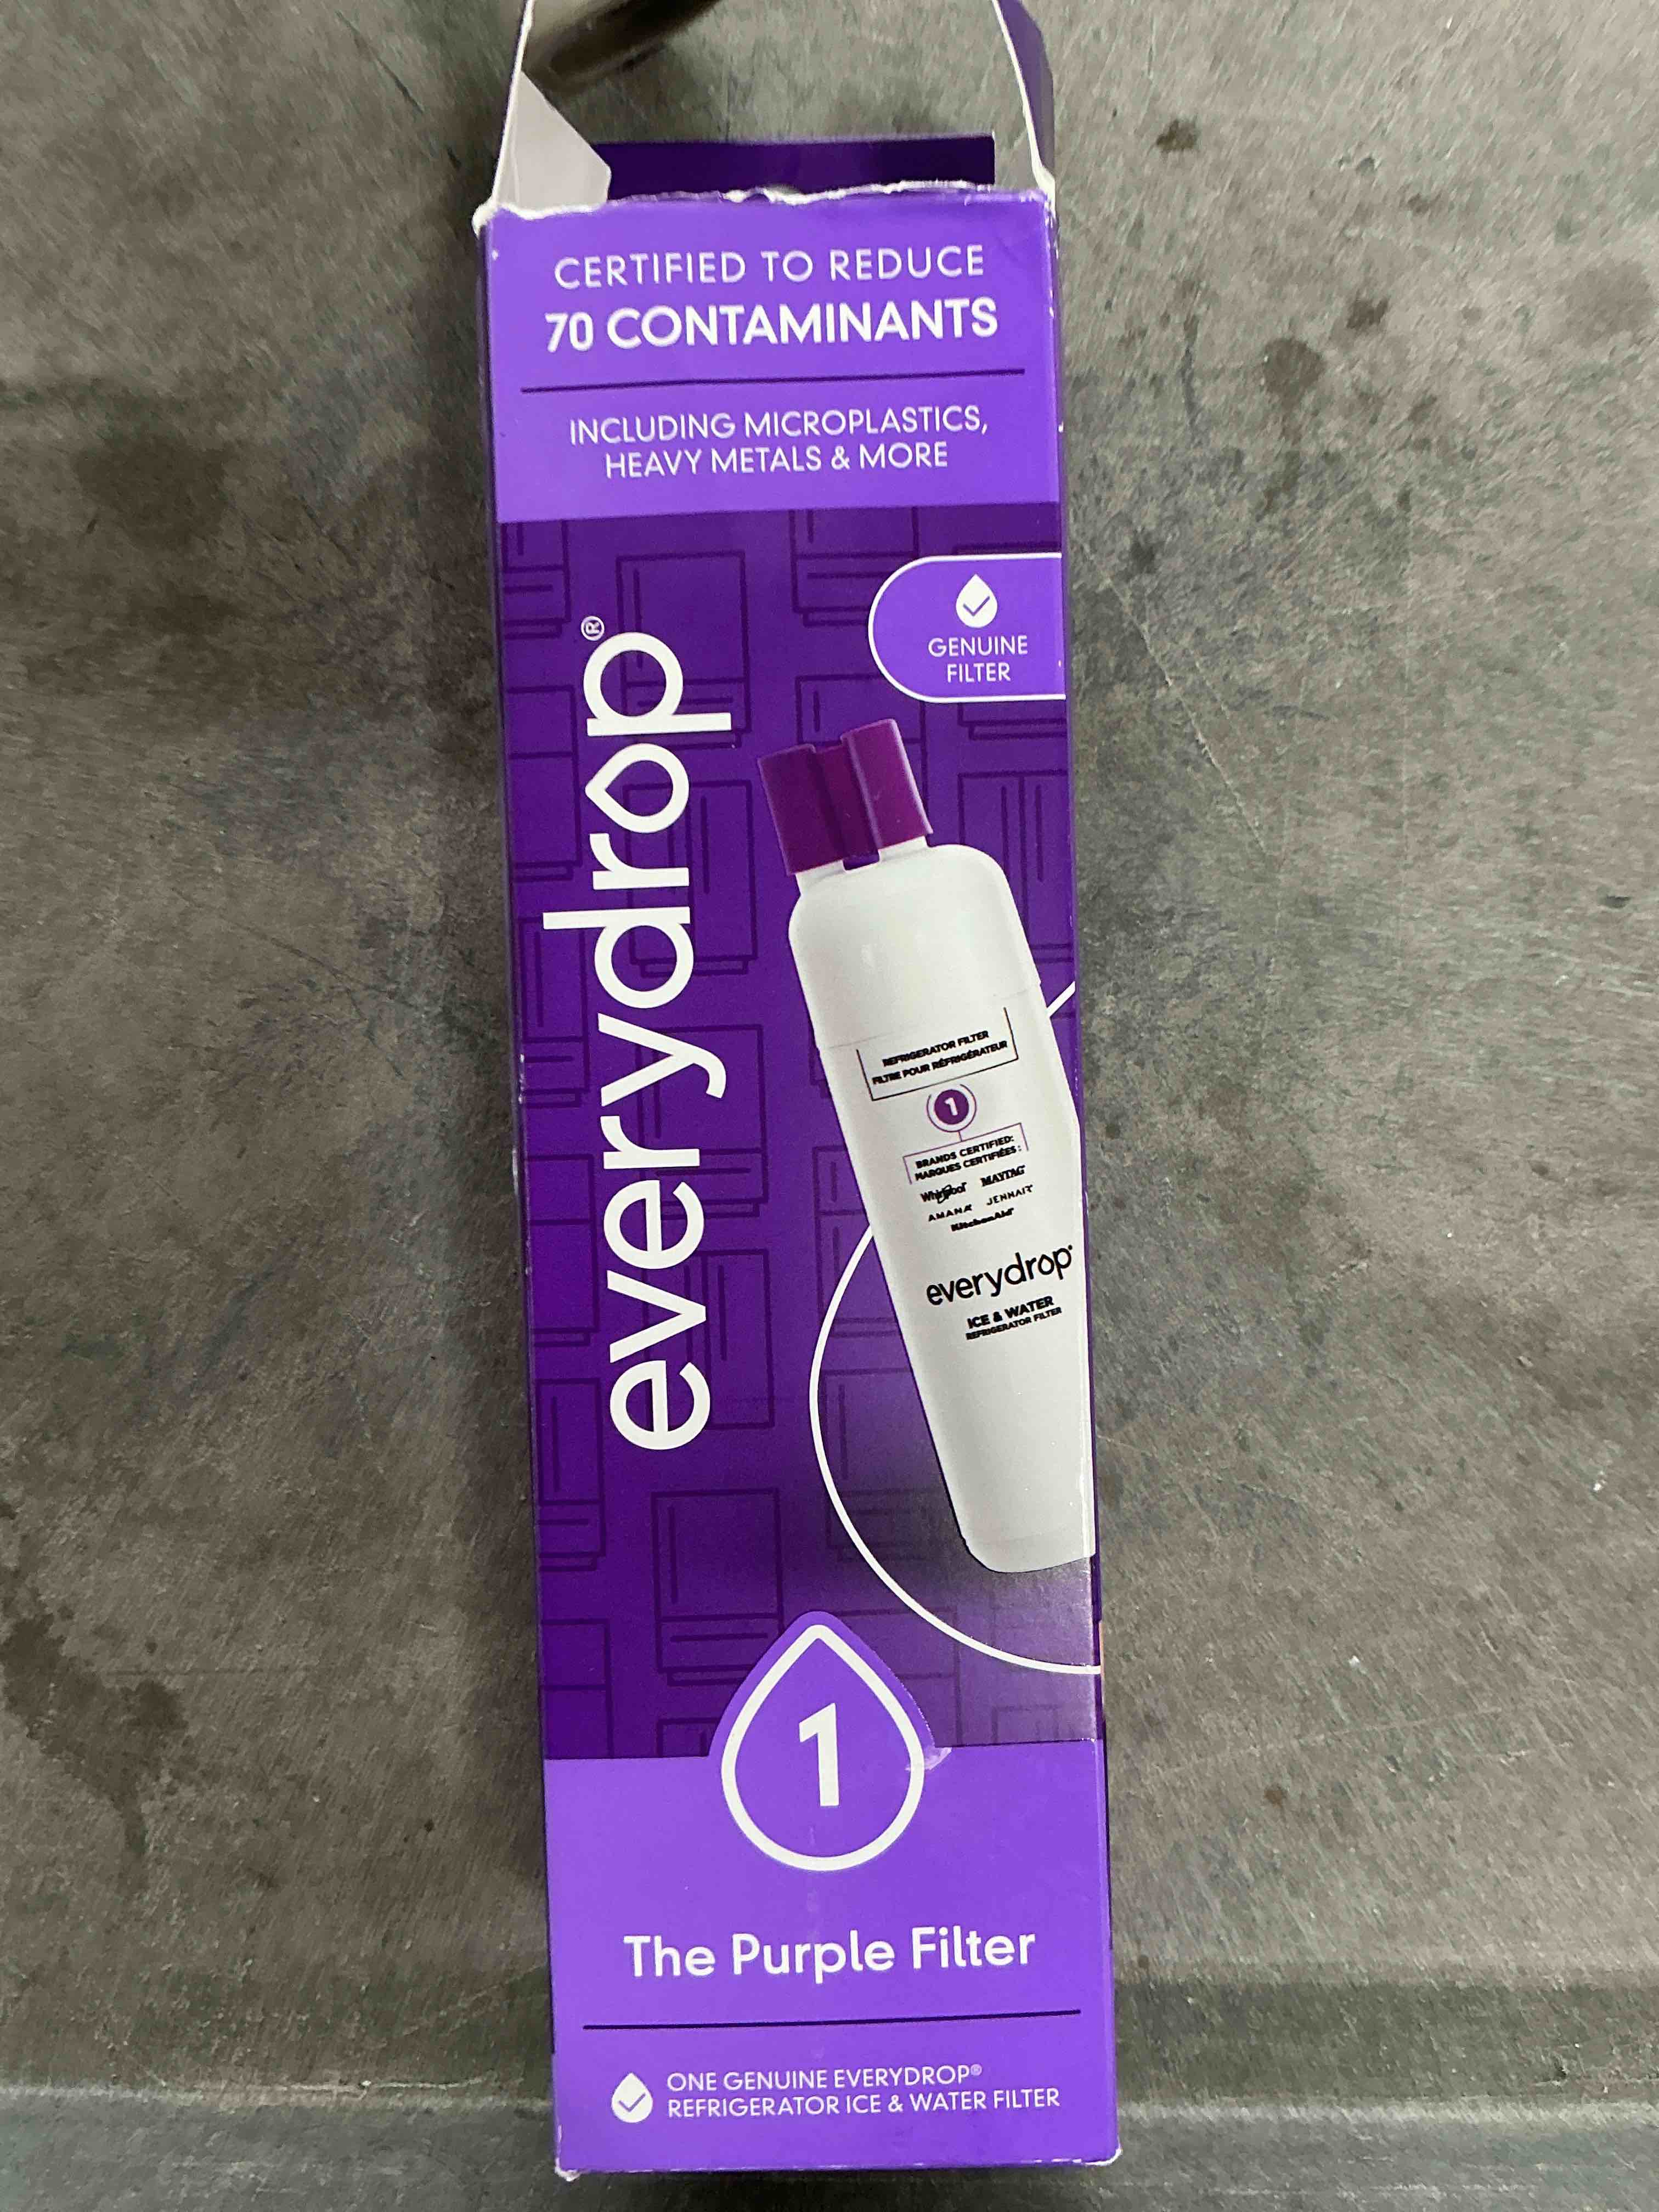 CERTIFIED TO REDUCE
70 CONTAMINANTS
INCLUDING MICROPLASTICS,
HEAVY METALS & MORE
GENUINE
FILTER
everydrop®
REFRIGERATOR FILTER
FILTRE POUR RÉFRIGÉRATEUR
1
BRANDS CERTIFIED:
MARQUES CERTIFIÉES :
Whirlpool MAYTAG
AMANA JENNAIR
KitchenAid
everydrop
ICE & WATER
REFRIGERATOR FILTER
1
The Purple Filter
ONE GENUINE EVERYDROP®
REFRIGERATOR ICE & WATER FILTER